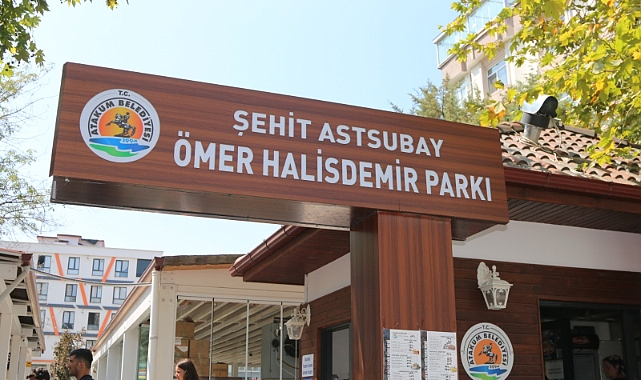 T.C.
ATAKUM BELEDİYESİ
ŞEHİT ASTSUBAY
ÖMER HALİSDEMİR PARKI
T.C.
ATAKUM BELEDİYESİ